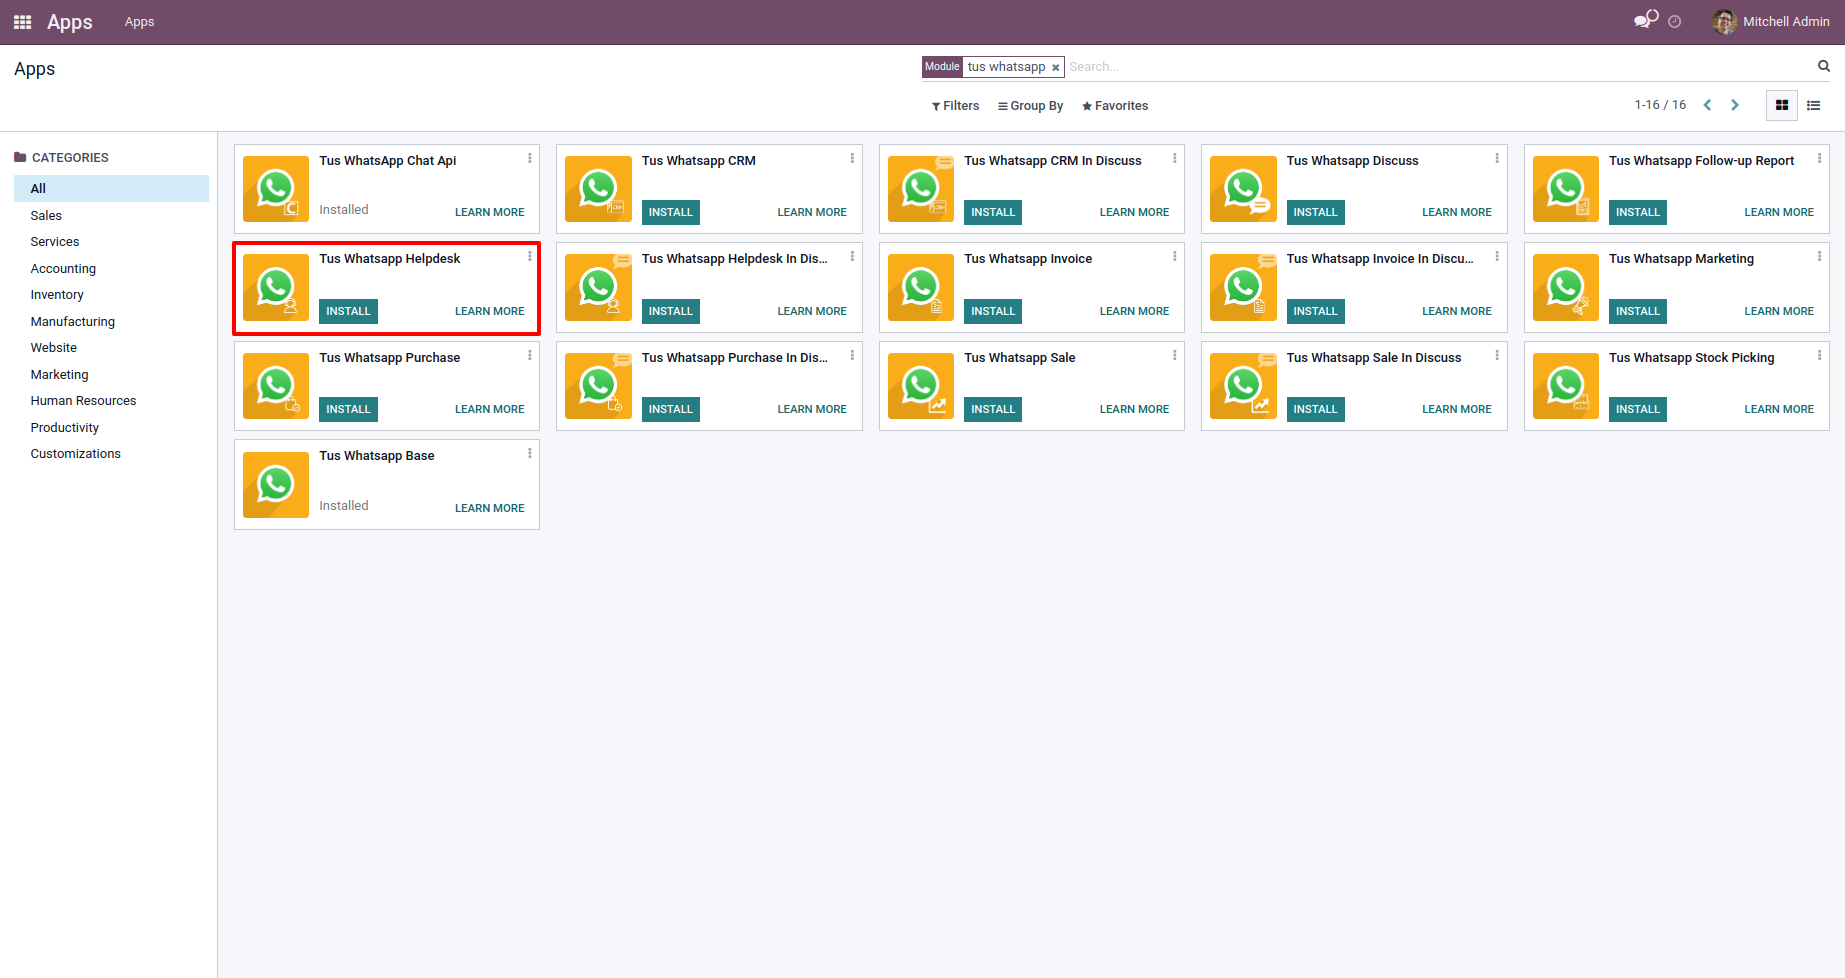 Apps Apps Mitchell Admin
Apps
Module tus whatsapp × Search...
Filters Group By Favorites 1-16 / 16
CATEGORIES
All
Sales
Services
Accounting
Inventory
Manufacturing
Website
Marketing
Human Resources
Productivity
Customizations
Tus WhatsApp Chat Api
Installed LEARN MORE
Tus Whatsapp CRM
INSTALL LEARN MORE
Tus Whatsapp CRM In Discuss
INSTALL LEARN MORE
Tus Whatsapp Discuss
INSTALL LEARN MORE
Tus Whatsapp Follow-up Report
INSTALL LEARN MORE
Tus Whatsapp Helpdesk
INSTALL LEARN MORE
Tus Whatsapp Helpdesk In Dis...
INSTALL LEARN MORE
Tus Whatsapp Invoice
INSTALL LEARN MORE
Tus Whatsapp Invoice In Discu...
INSTALL LEARN MORE
Tus Whatsapp Marketing
INSTALL LEARN MORE
Tus Whatsapp Purchase
INSTALL LEARN MORE
Tus Whatsapp Purchase In Dis...
INSTALL LEARN MORE
Tus Whatsapp Sale
INSTALL LEARN MORE
Tus Whatsapp Sale In Discuss
INSTALL LEARN MORE
Tus Whatsapp Stock Picking
INSTALL LEARN MORE
Tus Whatsapp Base
Installed LEARN MORE